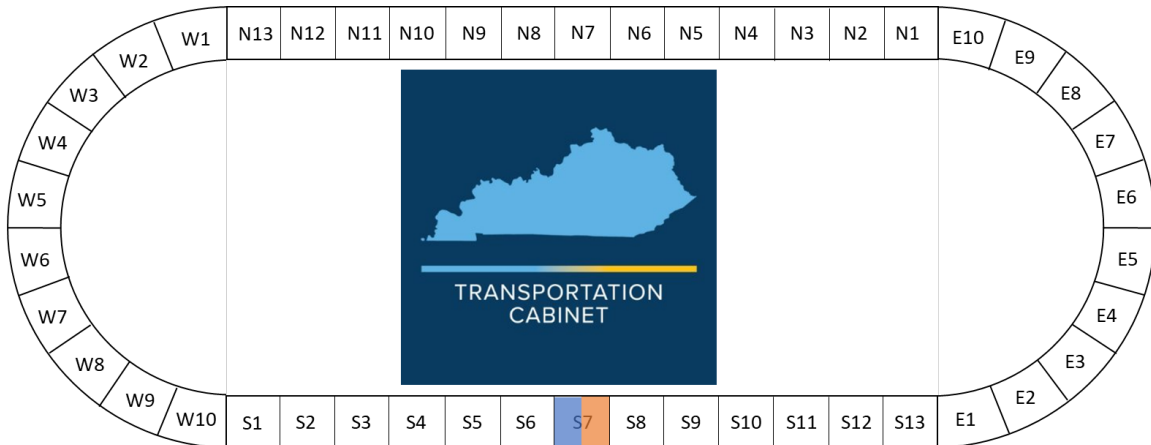 W1 N13 N12 N11 N10 N9 N8 N7 N6 N5 N4 N3 N2 N1 E10
W2 E9
W3 E8
W4 E7
W5 E6
W6 E5
W7 E4
W8 E3
W9 E2
W10 S1 S2 S3 S4 S5 S6 S7 S8 S9 S10 S11 S12 S13 E1
TRANSPORTATION
CABINET